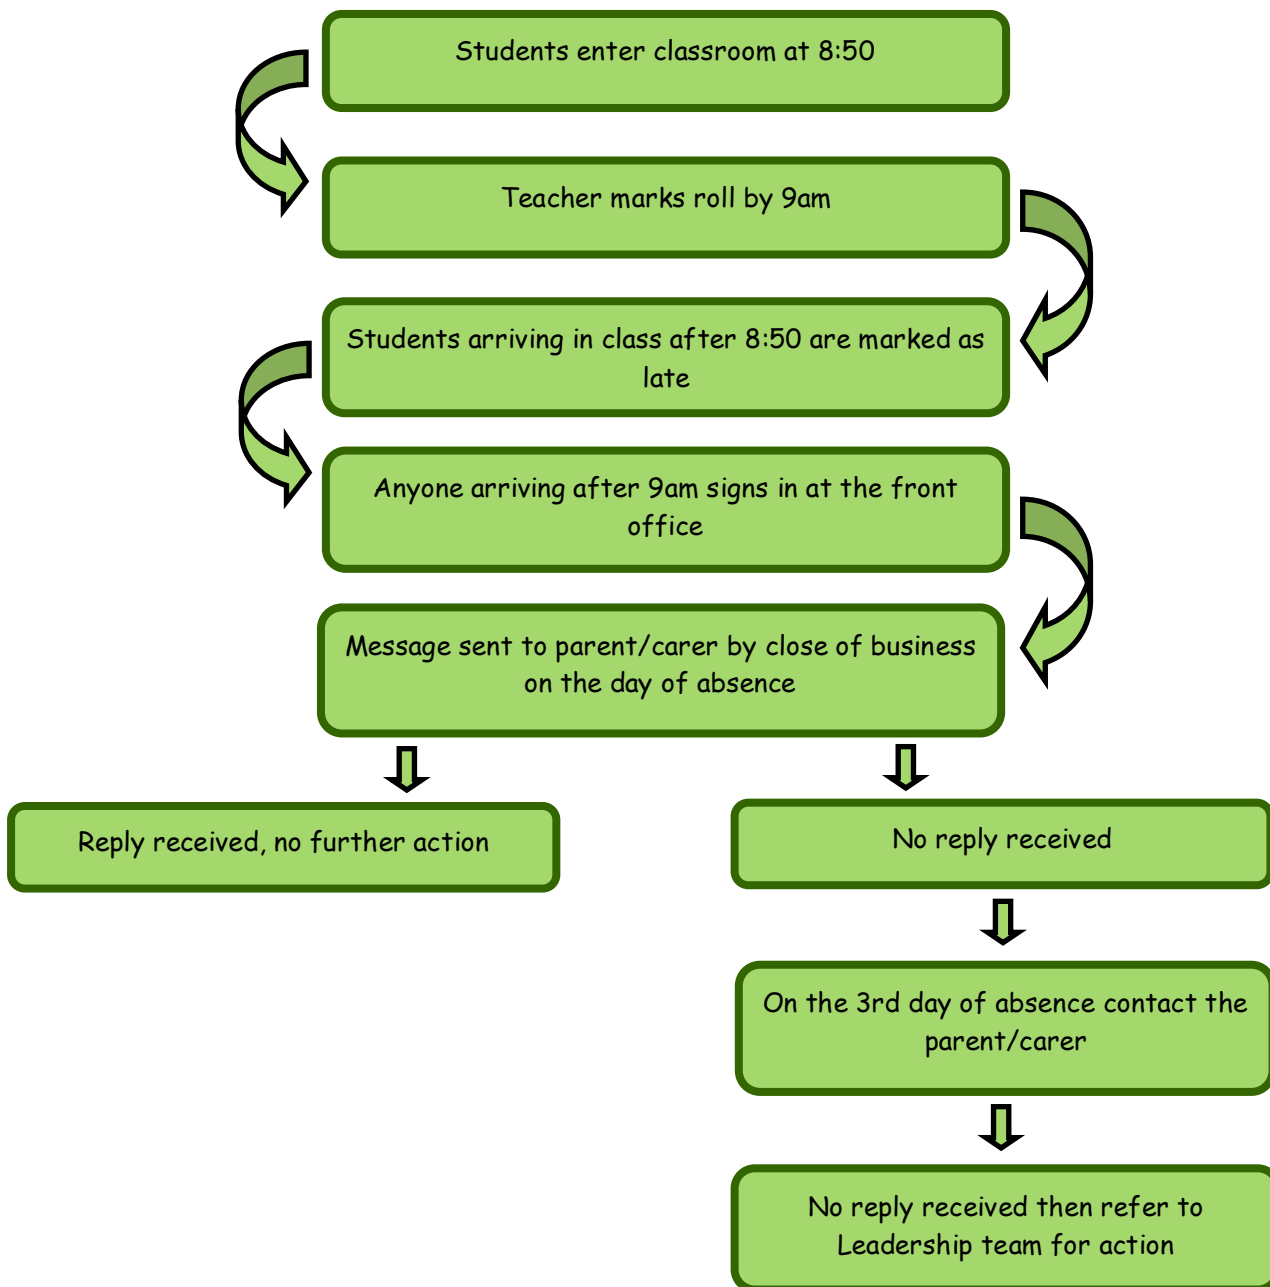 Students enter classroom at 8:50
Teacher marks roll by 9am
Students arriving in class after 8:50 are marked as
late
Anyone arriving after 9am signs in at the front
office
Message sent to parent/carer by close of business
on the day of absence
Reply received, no further action
No reply received
On the 3rd day of absence contact the
parent/carer
No reply received then refer to
Leadership team for action